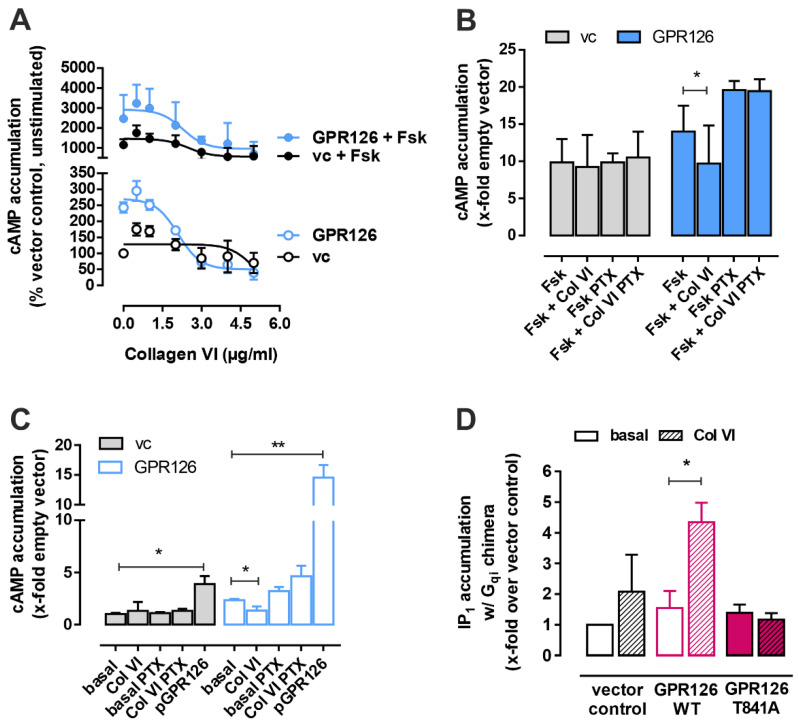 A
cAMP accumulation
(% vector control, unstimulated)
5000
4000
3000
2000
1000
0
350
300
250
200
150
100
50
0
0.0
1.5
3.0
4.5
6.0
Collagen VI (µg/ml)
GPR126 + Fsk
vc + Fsk
GPR126
vc
B
vc
GPR126
cAMP accumulation
(x-fold empty vector)
25
20
15
10
5
0
*
Fsk
Fsk + Col VI
Fsk PTX
Fsk + Col VI PTX
Fsk
Fsk + Col VI
Fsk PTX
Fsk + Col VI PTX
C
vc
GPR126
cAMP accumulation
(x-fold empty vector)
20
15
10
5
0
*
*
**
basal
Col VI
basal PTX
Col VI PTX
pGPR126
basal
Col VI
basal PTX
Col VI PTX
pGPR126
D
basal
Col VI
IP1 accumulation
w/ Gqi chimera
(x-fold over vector control)
6
5
4
3
2
1
0
*
vector
control
GPR126
WT
GPR126
T841A